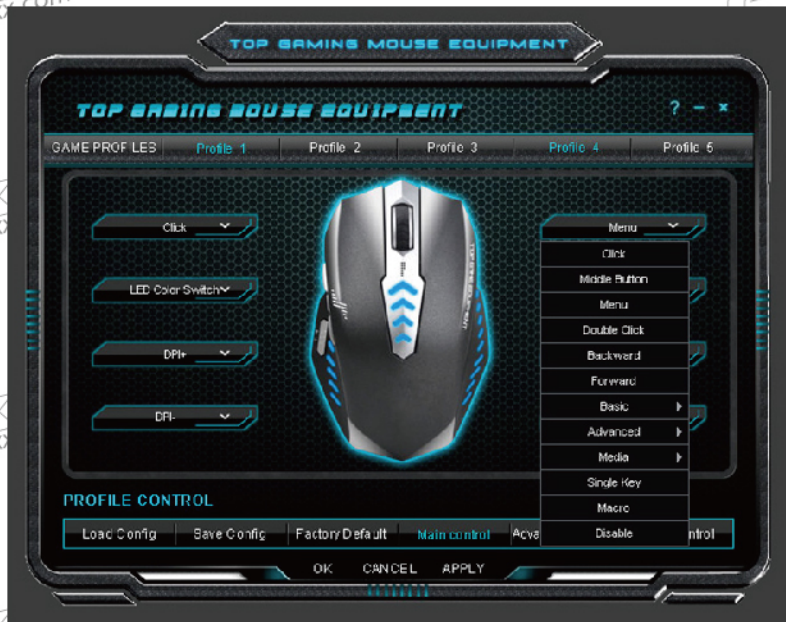 TOP GAMING MOUSE EQUIPMENT
TOP GAMING MOUSE EQUIPMENT
? – ×
GAME PROFILES Profile 1 Profile 2 Profile 3 Profile 4 Profile 5
Click
LED Color Switch
DPI+
DPI-
Menu
Click
Middle Button
Menu
Double Click
Backward
Forward
Basic
Advanced
Media
Single Key
Macro
Disable
PROFILE CONTROL
Load Config Save Config Factory Default Main control Adva ntrol
OK CANCEL APPLY